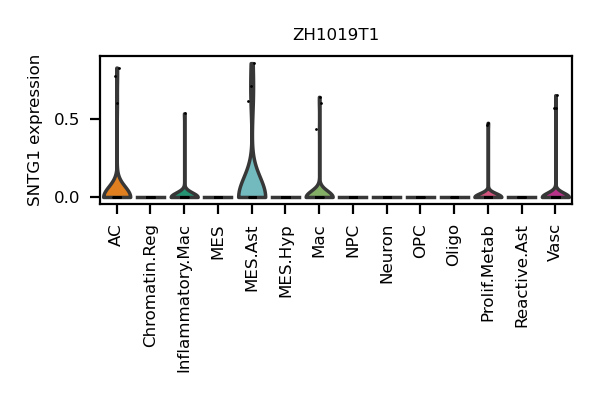 ZH1019T1
SNTG1 expression
0.5
0.0
AC
Chromatin.Reg
Inflammatory.Mac
MES
MES.Ast
MES.Hyp
Mac
NPC
Neuron
OPC
Oligo
Prolif.Metab
Reactive.Ast
Vasc